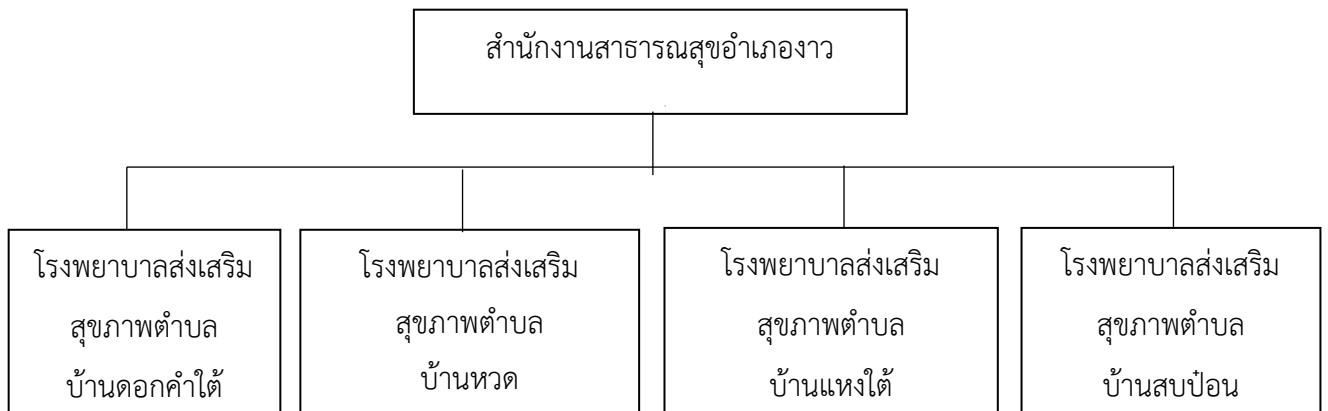 สำนักงานสาธารณสุขอำเภองาว
โรงพยาบาลส่งเสริม
สุขภาพตำบล
บ้านดอกคำใต้
โรงพยาบาลส่งเสริม
สุขภาพตำบล
บ้านหวด
โรงพยาบาลส่งเสริม
สุขภาพตำบล
บ้านแหงใต้
โรงพยาบาลส่งเสริม
สุขภาพตำบล
บ้านสบป๋อน